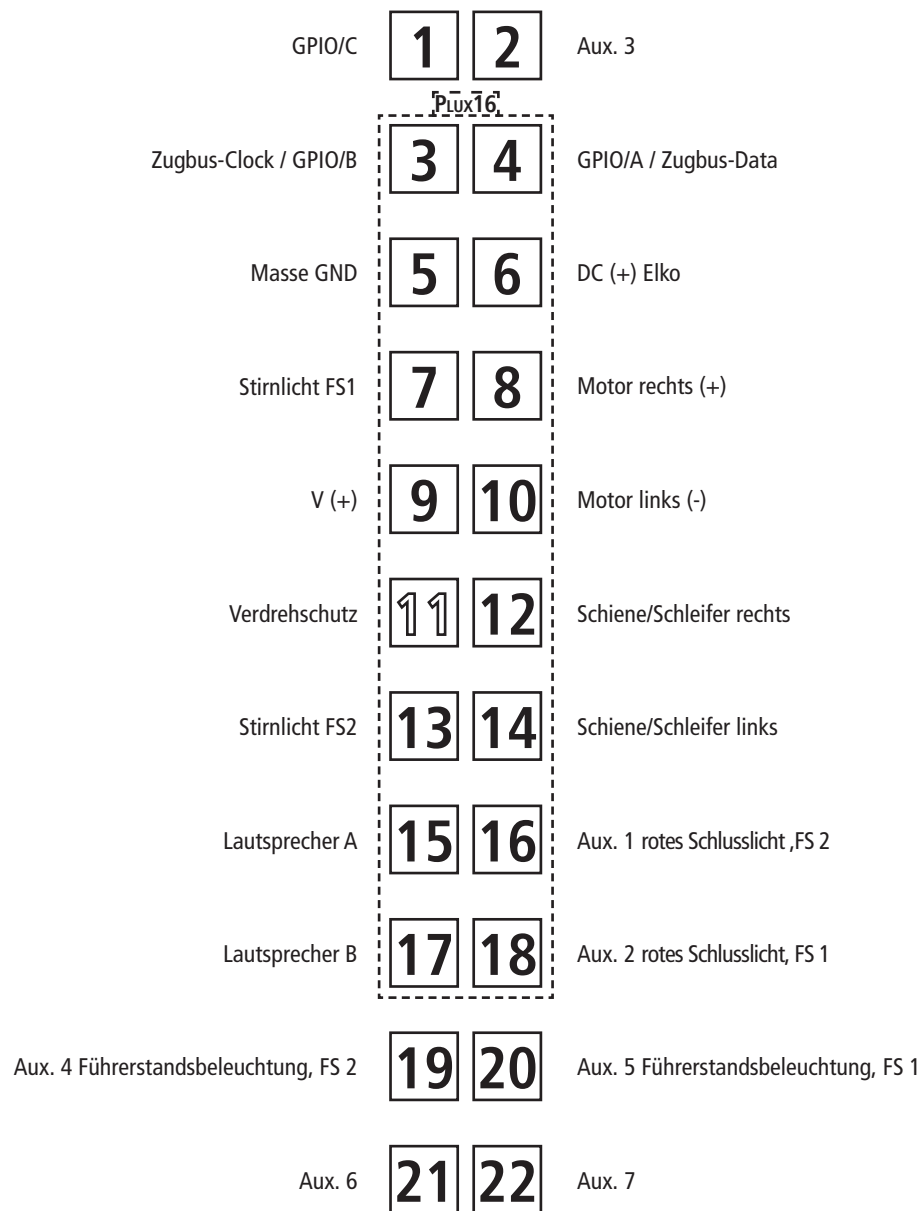 GPIO/C 1 2 Aux. 3
PLUX16
Zugbus-Clock / GPIO/B 3 4 GPIO/A / Zugbus-Data
Masse GND 5 6 DC (+) Elko
Stirnlicht FS1 7 8 Motor rechts (+)
V (+) 9 10 Motor links (-)
Verdrehschutz 11 12 Schiene/Schleifer rechts
Stirnlicht FS2 13 14 Schiene/Schleifer links
Lautsprecher A 15 16 Aux. 1 rotes Schlusslicht ,FS 2
Lautsprecher B 17 18 Aux. 2 rotes Schlusslicht, FS 1
Aux. 4 Führerstandsbeleuchtung, FS 2 19 20 Aux. 5 Führerstandsbeleuchtung, FS 1
Aux. 6 21 22 Aux. 7